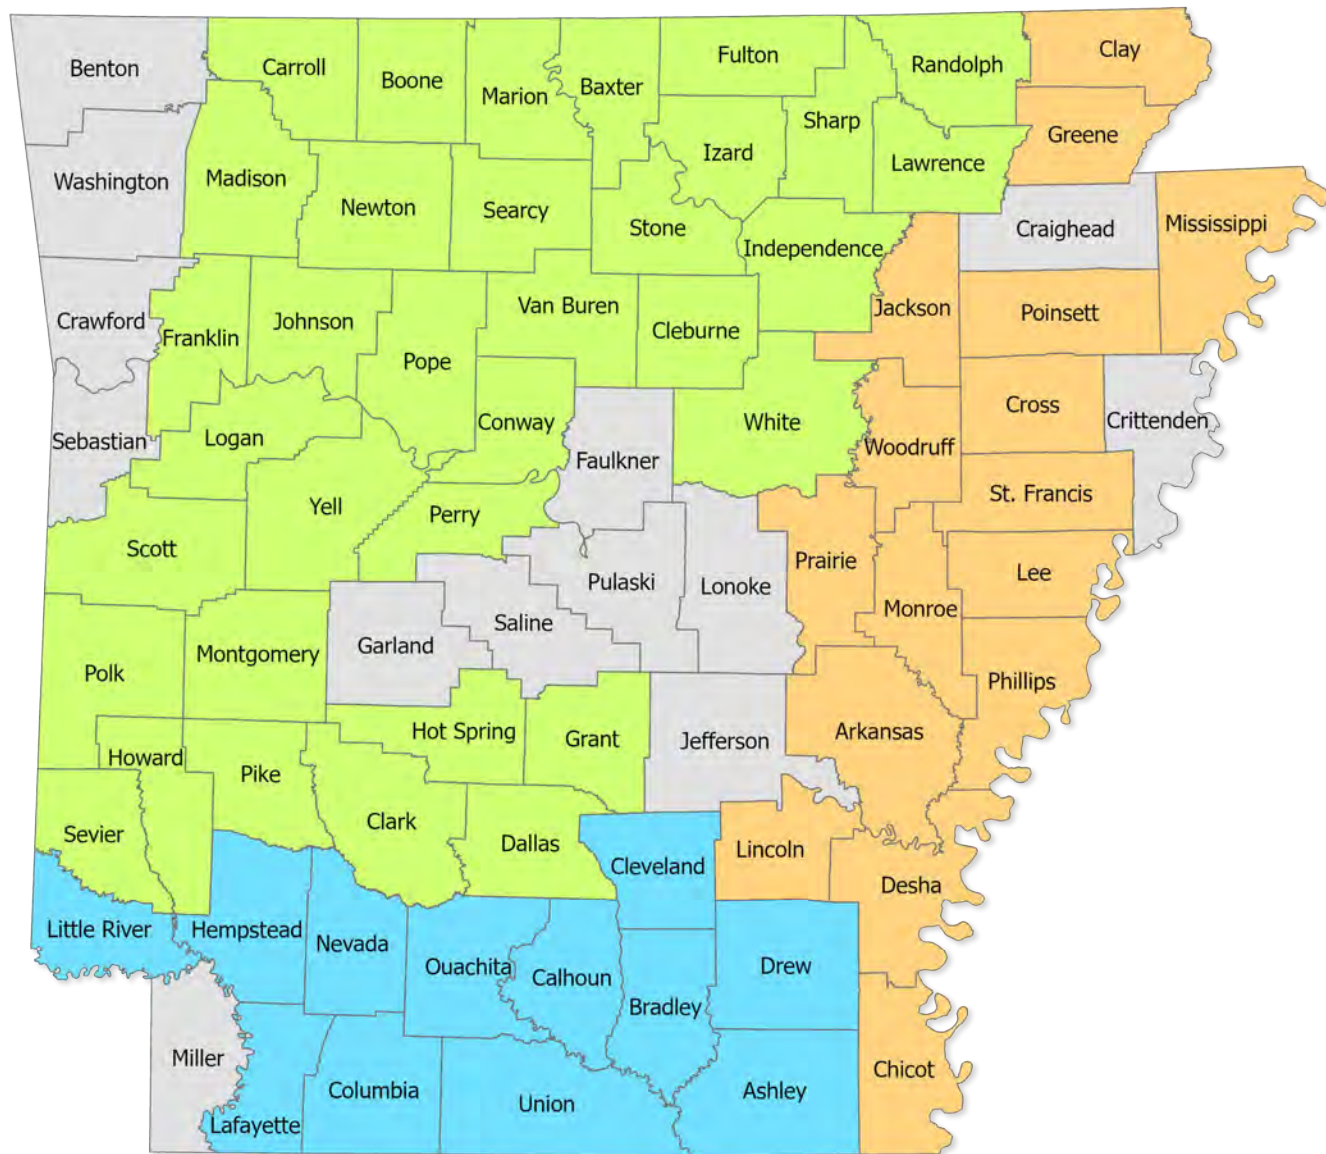 Benton
Carroll
Boone
Marion
Baxter
Fulton
Randolph
Clay
Sharp
Greene
Izard
Lawrence
Washington
Madison
Newton
Searcy
Stone
Craighead
Mississippi
Independence
Crawford
Franklin
Johnson
Van Buren
Cleburne
Jackson
Poinsett
Pope
Conway
White
Cross
Crittenden
Sebastian
Logan
Faulkner
Woodruff
St. Francis
Yell
Perry
Scott
Prairie
Lee
Pulaski
Lonoke
Monroe
Saline
Garland
Montgomery
Polk
Phillips
Hot Spring
Grant
Jefferson
Arkansas
Howard
Pike
Clark
Sevier
Dallas
Lincoln
Cleveland
Desha
Little River
Hempstead
Nevada
Ouachita
Calhoun
Drew
Bradley
Miller
Chicot
Columbia
Union
Ashley
Lafayette